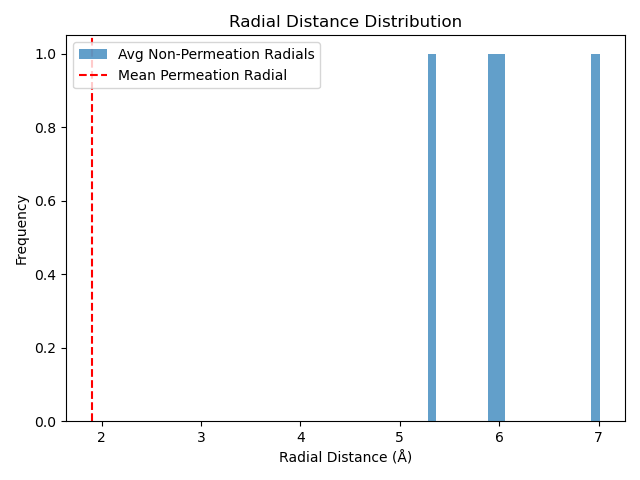 Radial Distance Distribution
Avg Non-Permeation Radials
Mean Permeation Radial
Frequency
1.0
0.8
0.6
0.4
0.2
0.0
2 3 4 5 6 7
Radial Distance (Å)